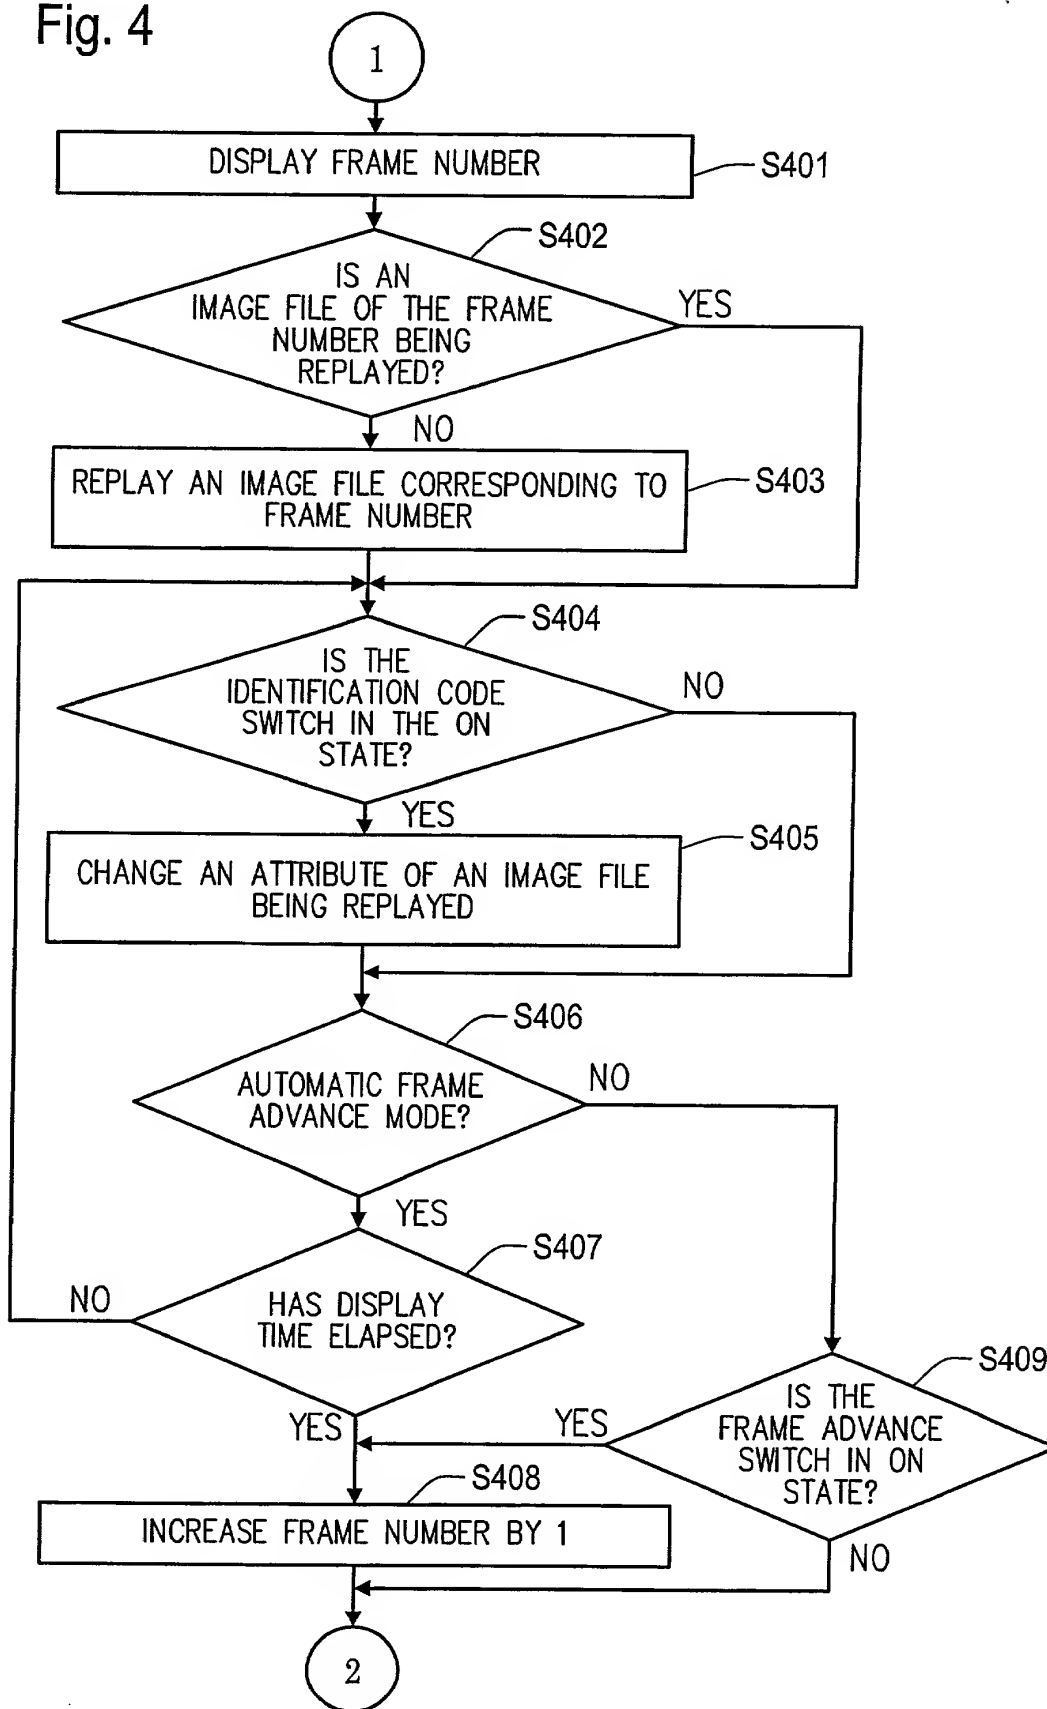 Fig. 4
1
DISPLAY FRAME NUMBER
S401
S402
IS AN
IMAGE FILE OF THE FRAME
NUMBER BEING
REPLAYED?
YES
NO
REPLAY AN IMAGE FILE CORRESPONDING TO
FRAME NUMBER
S403
S404
IS THE
IDENTIFICATION CODE
SWITCH IN THE ON
STATE?
NO
YES
S405
CHANGE AN ATTRIBUTE OF AN IMAGE FILE
BEING REPLAYED
S406
AUTOMATIC FRAME
ADVANCE MODE?
NO
YES
S407
HAS DISPLAY
TIME ELAPSED?
NO
YES
S409
IS THE
FRAME ADVANCE
SWITCH IN ON
STATE?
YES
NO
S408
INCREASE FRAME NUMBER BY 1
2